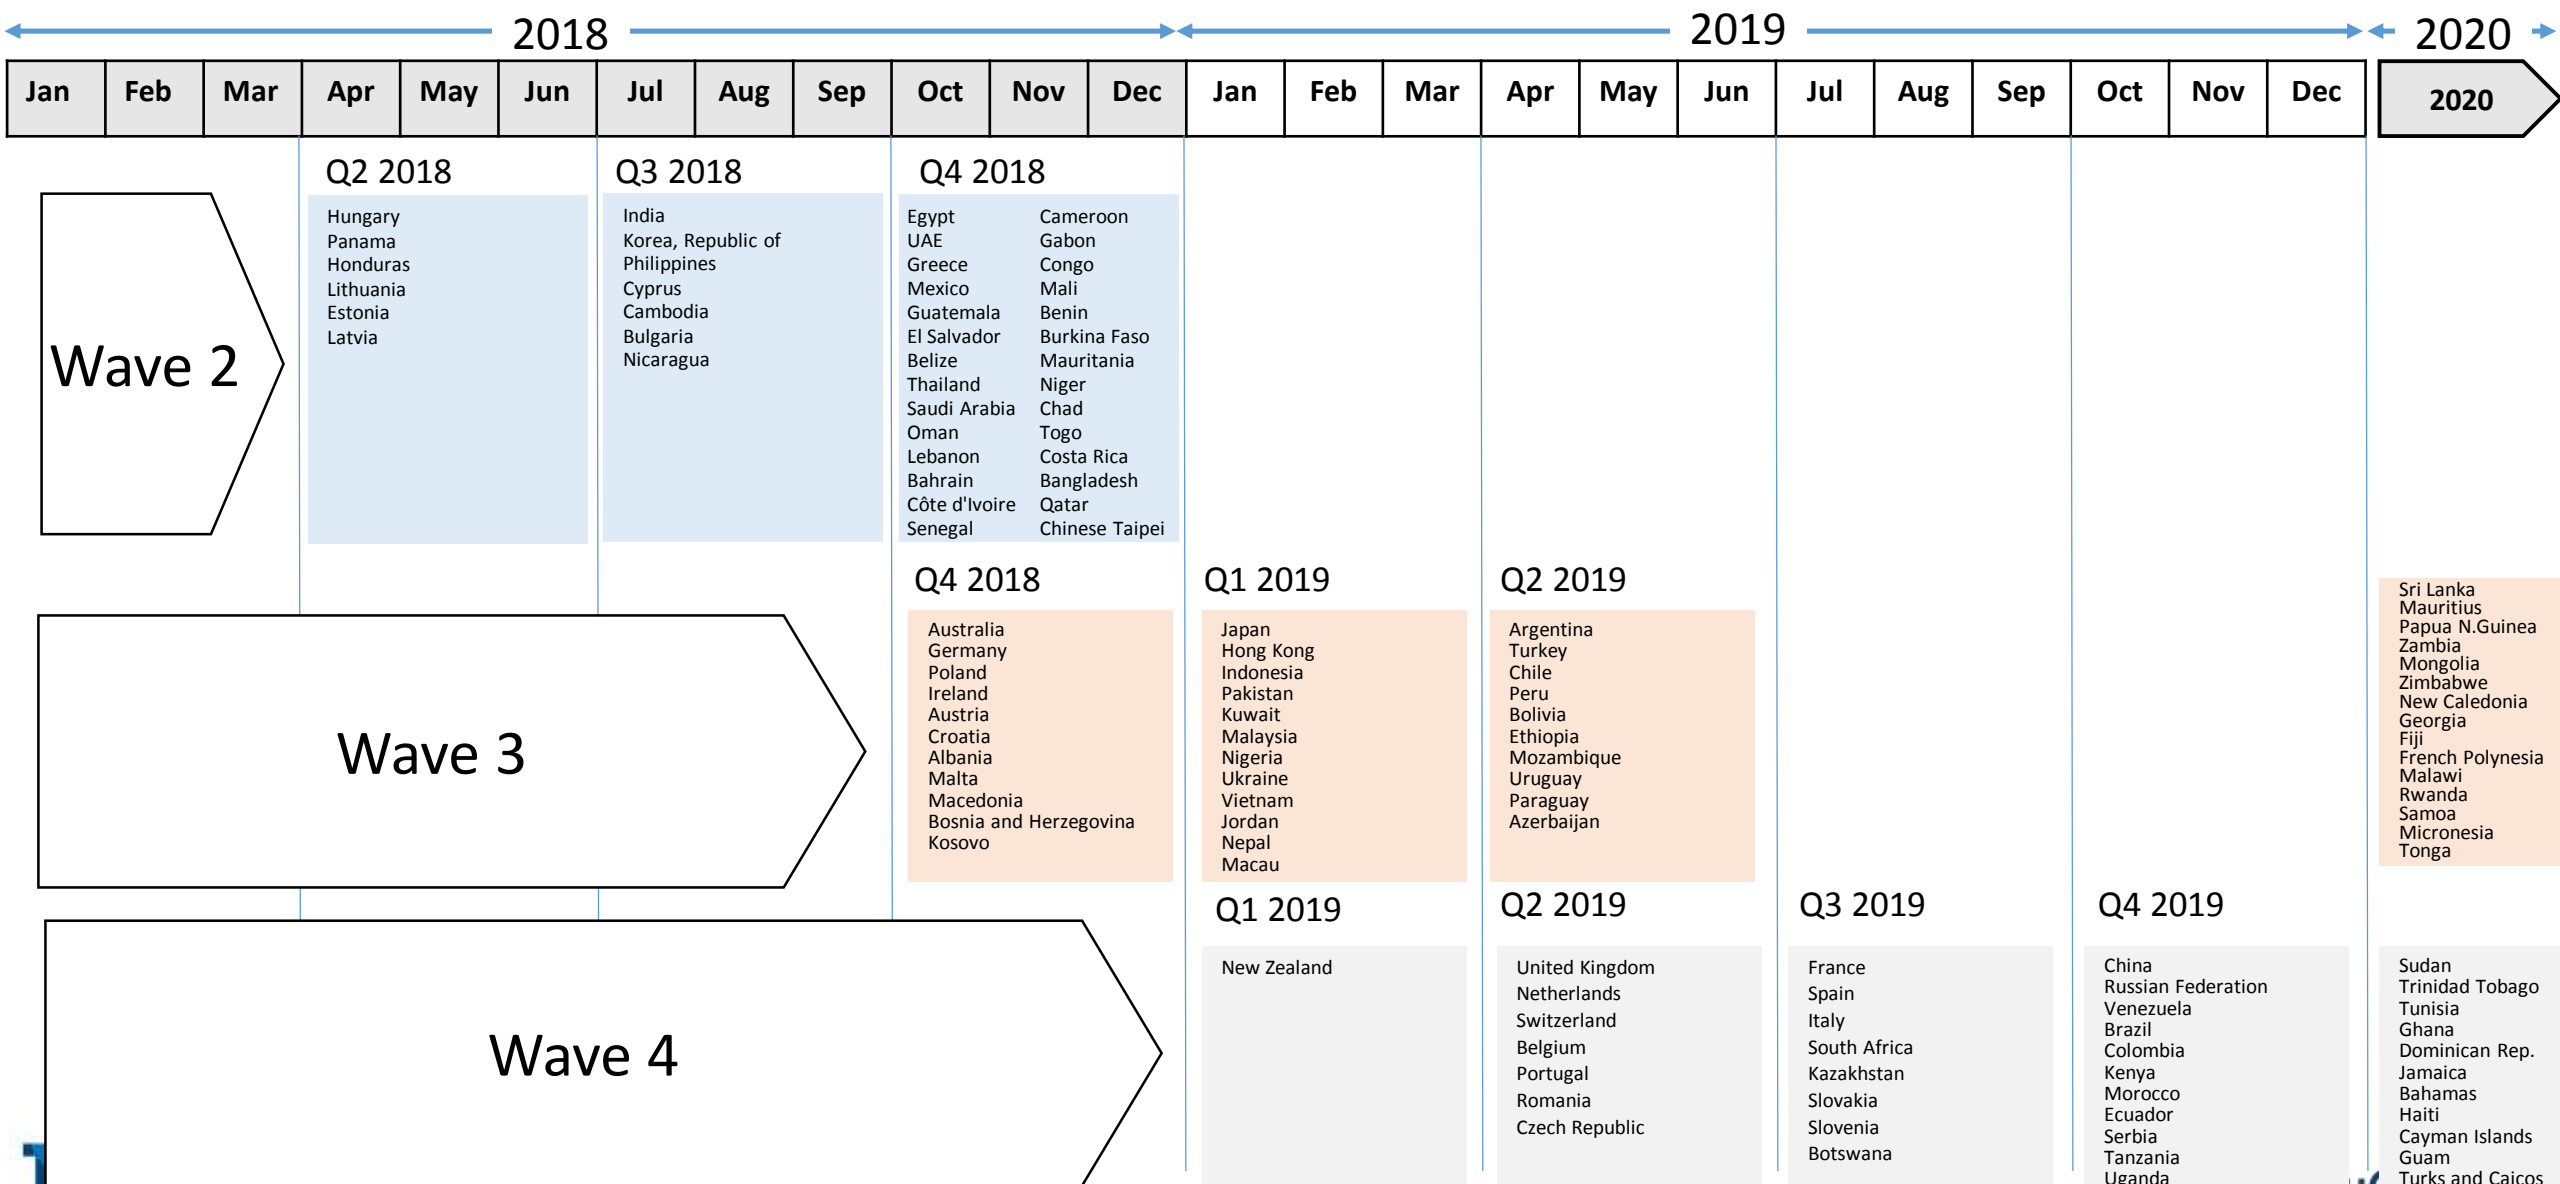 2018
2019
2020
Jan Feb Mar Apr May Jun Jul Aug Sep Oct Nov Dec Jan Feb Mar Apr May Jun Jul Aug Sep Oct Nov Dec 2020
Wave 2
Q2 2018
Hungary
Panama
Honduras
Lithuania
Estonia
Latvia
Q3 2018
India
Korea, Republic of
Philippines
Cyprus
Cambodia
Bulgaria
Nicaragua
Q4 2018
Egypt
UAE
Greece
Mexico
Guatemala
El Salvador
Belize
Thailand
Saudi Arabia
Oman
Lebanon
Bahrain
Côte d'Ivoire
Senegal
Cameroon
Gabon
Congo
Mali
Benin
Burkina Faso
Mauritania
Niger
Chad
Togo
Costa Rica
Bangladesh
Qatar
Chinese Taipei
Wave 3
Q4 2018
Australia
Germany
Poland
Ireland
Austria
Croatia
Albania
Malta
Macedonia
Bosnia and Herzegovina
Kosovo
Q1 2019
Japan
Hong Kong
Indonesia
Pakistan
Kuwait
Malaysia
Nigeria
Ukraine
Vietnam
Jordan
Nepal
Macau
Q2 2019
Argentina
Turkey
Chile
Peru
Bolivia
Ethiopia
Mozambique
Uruguay
Paraguay
Azerbaijan
Sri Lanka
Mauritius
Papua N.Guinea
Zambia
Mongolia
Zimbabwe
New Caledonia
Georgia
Fiji
French Polynesia
Malawi
Rwanda
Samoa
Micronesia
Tonga
Wave 4
Q1 2019
New Zealand
Q2 2019
United Kingdom
Netherlands
Switzerland
Belgium
Portugal
Romania
Czech Republic
Q3 2019
France
Spain
Italy
South Africa
Kazakhstan
Slovakia
Slovenia
Botswana
Q4 2019
China
Russian Federation
Venezuela
Brazil
Colombia
Kenya
Morocco
Ecuador
Serbia
Tanzania
Uganda
Sudan
Trinidad Tobago
Tunisia
Ghana
Dominican Rep.
Jamaica
Bahamas
Haiti
Cayman Islands
Guam
Turks and Caicos